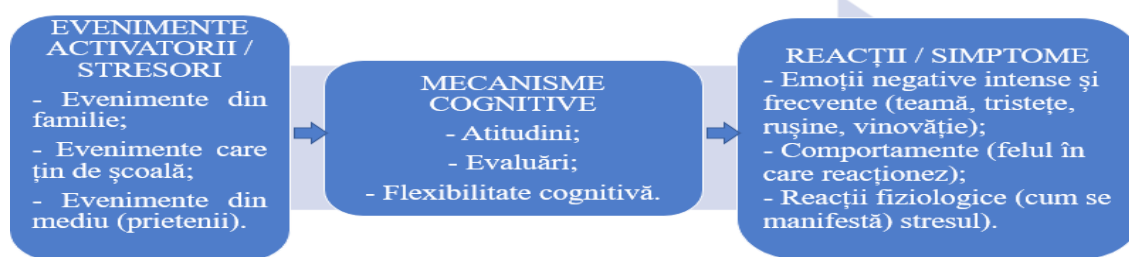 EVENIMENTE
ACTIVATORII /
STRESORI
- Evenimente din
familie;
- Evenimente care
țin de școală;
- Evenimente din
mediu (prietenii).
MECANISME
COGNITIVE
- Atitudini;
- Evaluări;
- Flexibilitate cognitivă.
REACȚII / SIMPTOME
- Emoții negative intense și
frecvente (teamă, tristețe,
rușine, vinovăție);
- Comportamente (felul în
care reacționez);
- Reacții fiziologice (cum se
manifestă) stresul).